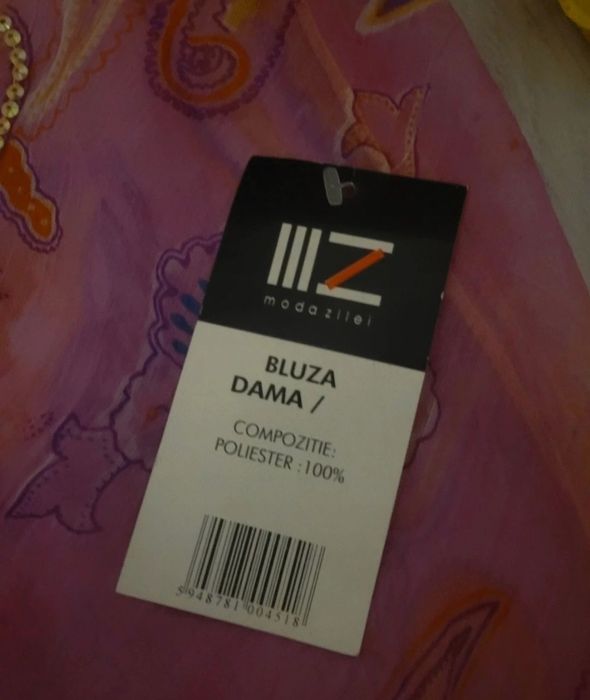 modazilei
BLUZA
DAMA /
COMPOZITIE:
POLIESTER :100%
5948781004518